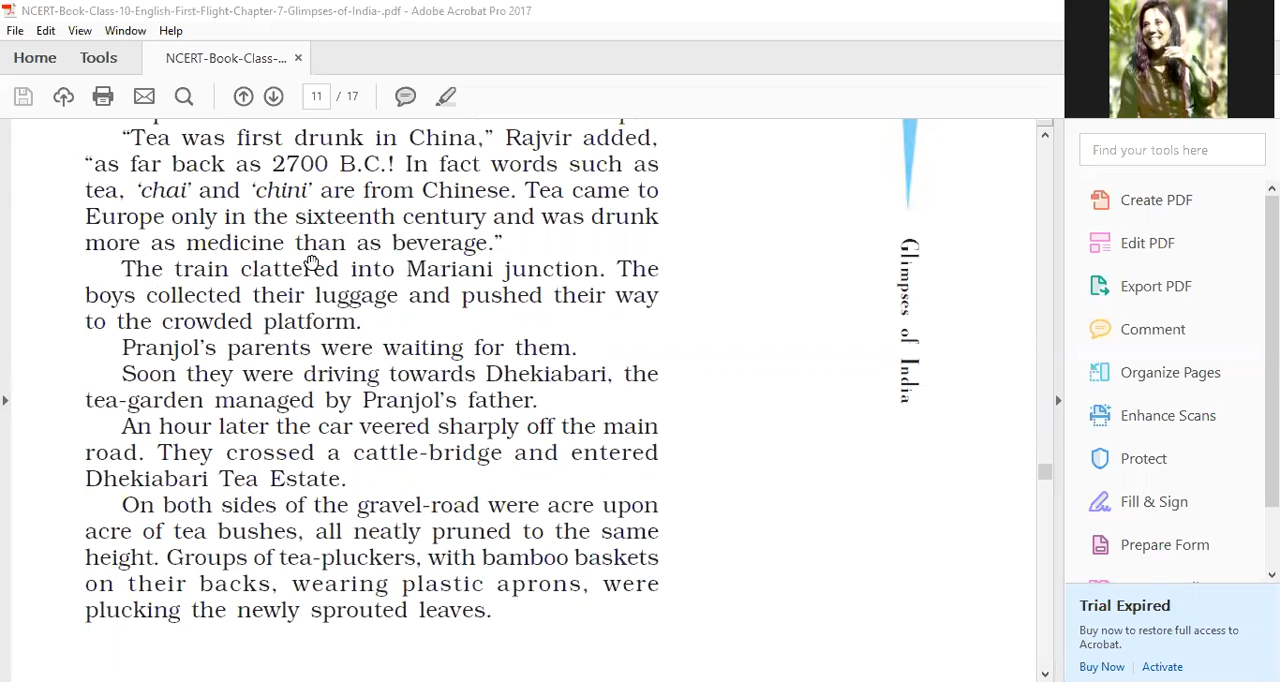 NCERT-Book-Class-10-English-First-Flight-Chapter-7-Glimpses-of-India-.pdf - Adobe Acrobat Pro 2017
File Edit View Window Help
Home Tools NCERT-Book-Class-... ×
11 / 17
“Tea was first drunk in China,” Rajvir added,
“as far back as 2700 B.C.! In fact words such as
tea, ‘chai’ and ‘chini’ are from Chinese. Tea came to
Europe only in the sixteenth century and was drunk
more as medicine than as beverage.”
The train clattered into Mariani junction. The
boys collected their luggage and pushed their way
to the crowded platform.
Pranjol’s parents were waiting for them.
Soon they were driving towards Dhekiabari, the
tea-garden managed by Pranjol’s father.
An hour later the car veered sharply off the main
road. They crossed a cattle-bridge and entered
Dhekiabari Tea Estate.
On both sides of the gravel-road were acre upon
acre of tea bushes, all neatly pruned to the same
height. Groups of tea-pluckers, with bamboo baskets
on their backs, wearing plastic aprons, were
plucking the newly sprouted leaves.
Glimpses of India
Find your tools here
Create PDF
Edit PDF
Export PDF
Comment
Organize Pages
Enhance Scans
Protect
Fill & Sign
Prepare Form
Trial Expired
Buy now to restore full access to
Acrobat.
Buy Now Activate